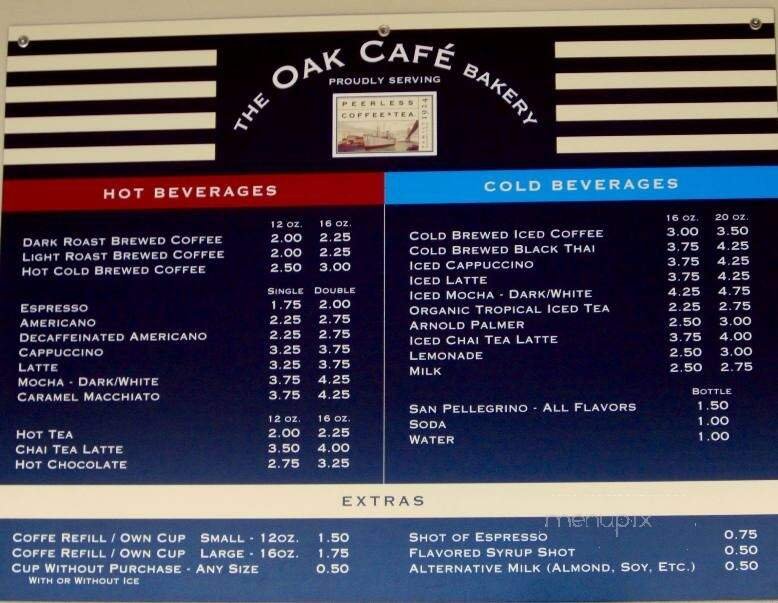 THE OAK CAFÉ BAKERY
PROUDLY SERVING
PEERLESS
COFFEE & TEA
1924
HOT BEVERAGES
12 OZ. 16 OZ.
DARK ROAST BREWED COFFEE 2.00 2.25
LIGHT ROAST BREWED COFFEE 2.00 2.25
HOT COLD BREWED COFFEE 2.50 3.00
SINGLE DOUBLE
ESPRESSO 1.75 2.00
AMERICANO 2.25 2.75
DECAFFEINATED AMERICANO 2.25 2.75
CAPPUCCINO 3.25 3.75
LATTE 3.25 3.75
MOCHA - DARK/WHITE 3.75 4.25
CARAMEL MACCHIATO 3.75 4.25
12 OZ. 16 OZ.
HOT TEA 2.00 2.25
CHAI TEA LATTE 3.50 4.00
HOT CHOCOLATE 2.75 3.25
COLD BEVERAGES
16 OZ. 20 OZ.
COLD BREWED ICED COFFEE 3.00 3.50
COLD BREWED BLACK THAI 3.75 4.25
ICED CAPPUCCINO 3.75 4.25
ICED LATTE 3.75 4.25
ICED MOCHA - DARK/WHITE 4.25 4.75
ORGANIC TROPICAL ICED TEA 2.25 2.75
ARNOLD PALMER 2.50 3.00
ICED CHAI TEA LATTE 3.75 4.00
LEMONADE 2.50 3.00
MILK 2.50 2.75
BOTTLE
SAN PELLEGRINO - ALL FLAVORS 1.50
SODA 1.00
WATER 1.00
EXTRAS
menupix
COFFE REFILL / OWN CUP SMALL - 12OZ. 1.50
COFFE REFILL / OWN CUP LARGE - 16OZ. 1.75
CUP WITHOUT PURCHASE - ANY SIZE 0.50
WITH OR WITHOUT ICE
SHOT OF ESPRESSO 0.75
FLAVORED SYRUP SHOT 0.50
ALTERNATIVE MILK (ALMOND, SOY, ETC.) 0.50